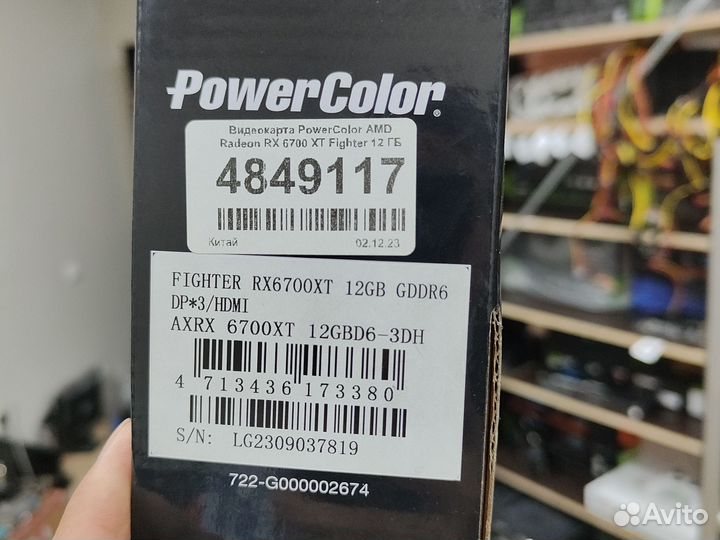 PowerColor®
Видеокарта PowerColor AMD
Radeon RX 6700 XT Fighter 12 ГБ
4849117
Китай 02.12.23
FIGHTER RX6700XT 12GB GDDR6
DP*3/HDMI
AXRX 6700XT 12GBD6-3DH
4 713436 173380
S/N: LG2309037819
722-G000002674
Avito